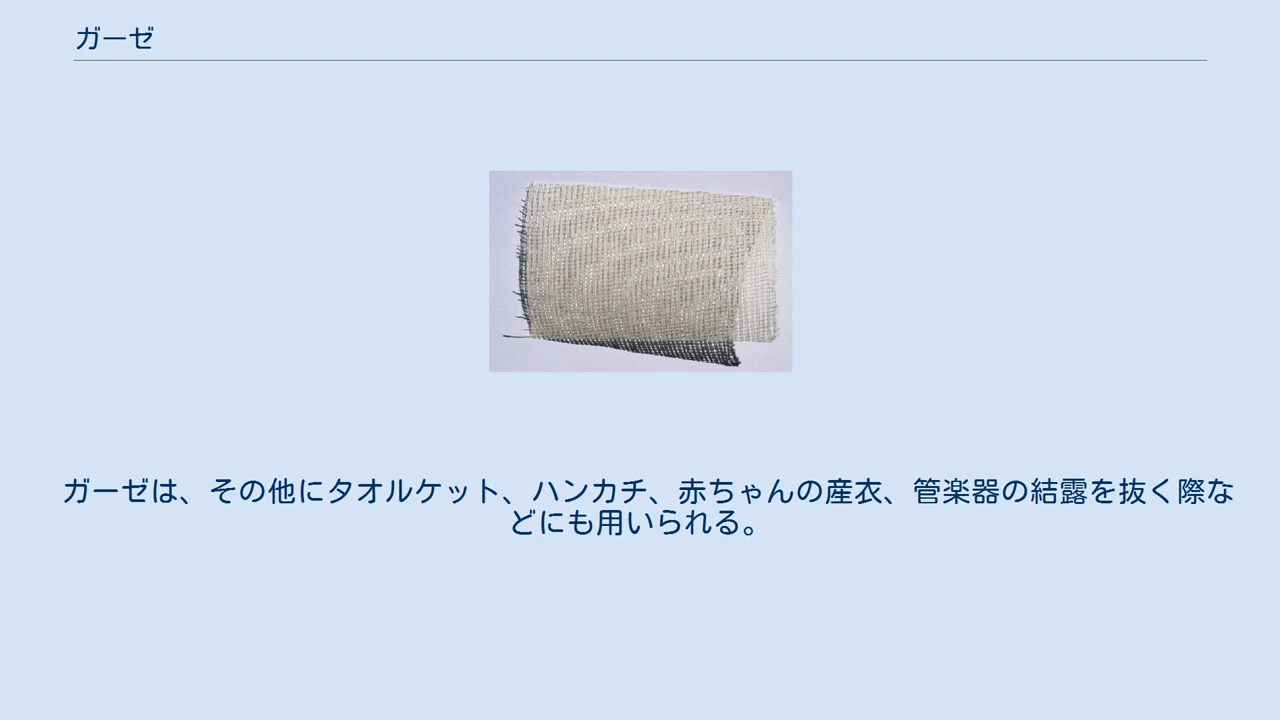 ガーゼ
ガーゼは、その他にタオルケット、ハンカチ、赤ちゃんの産衣、管楽器の結露を抜く際な
どにも用いられる。